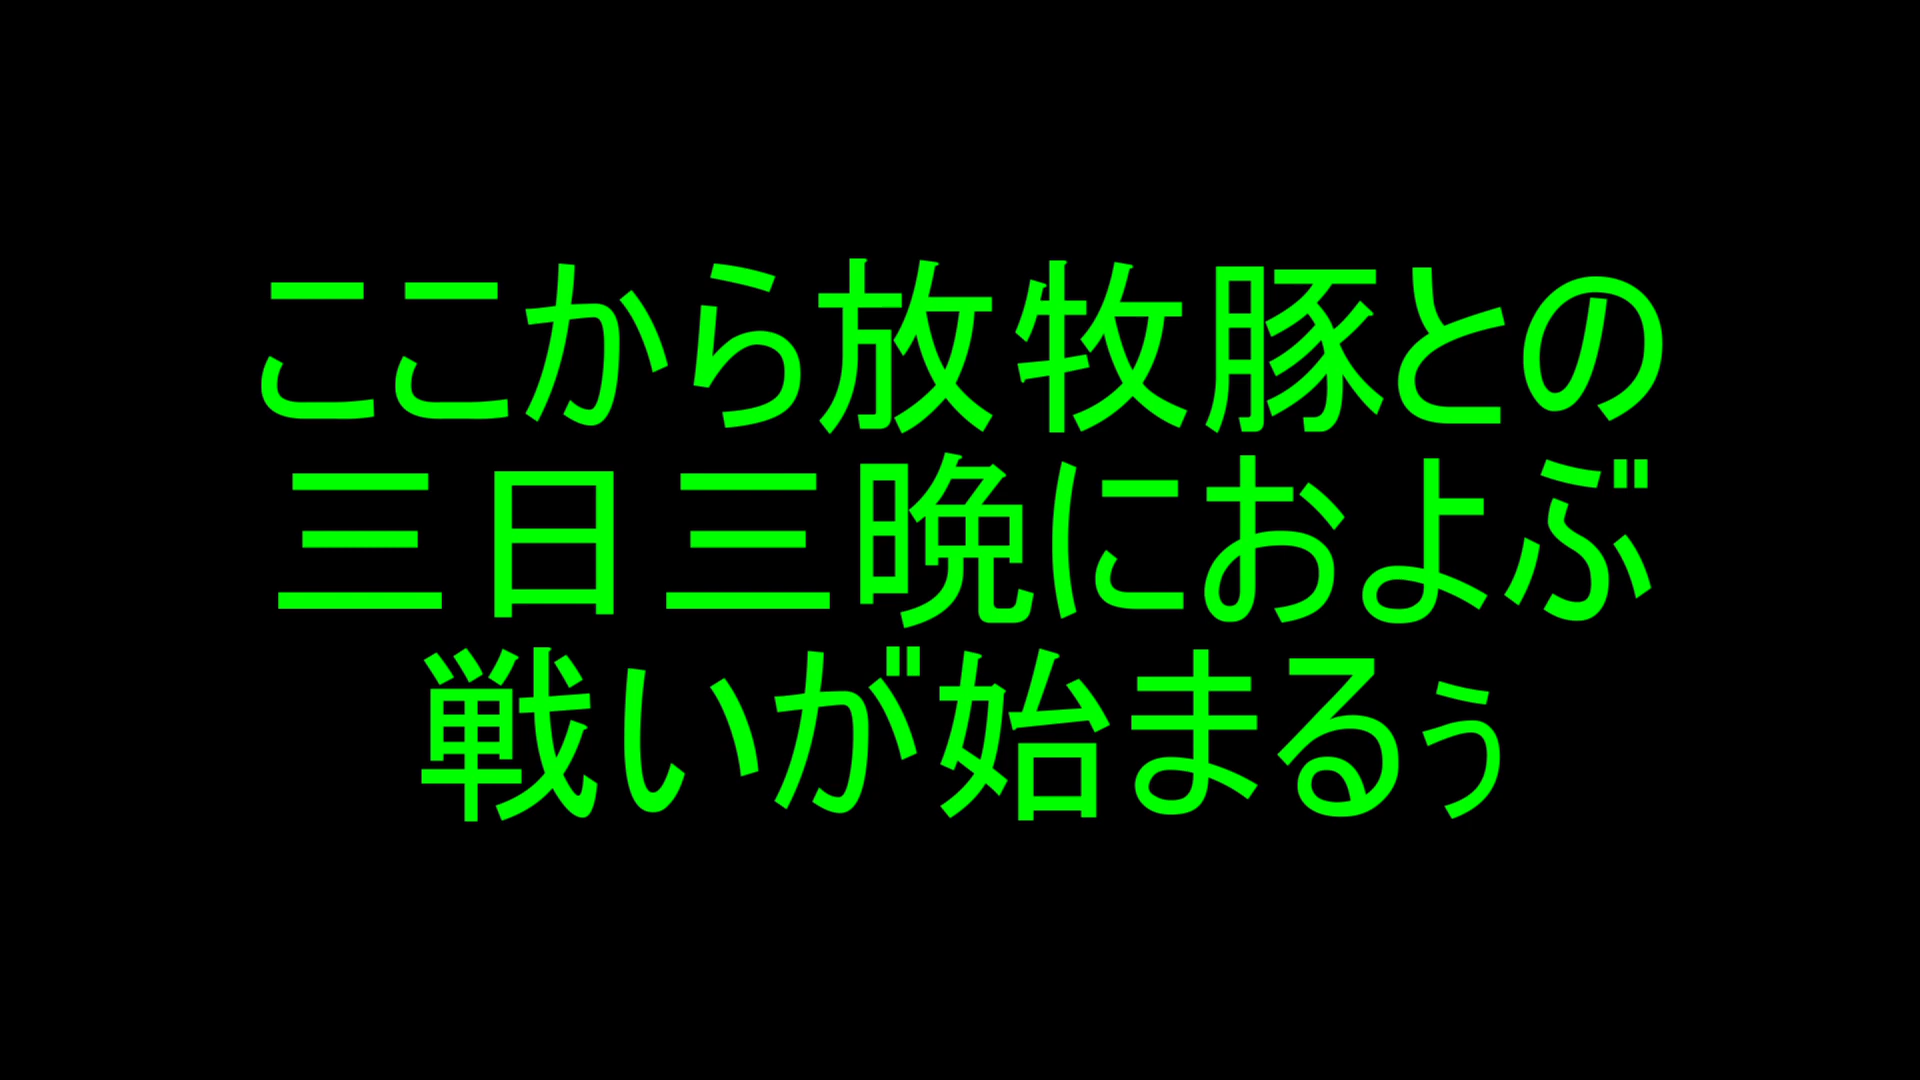 ここから放牧豚との
三日三晩におよぶ
戦いが始まるぅ